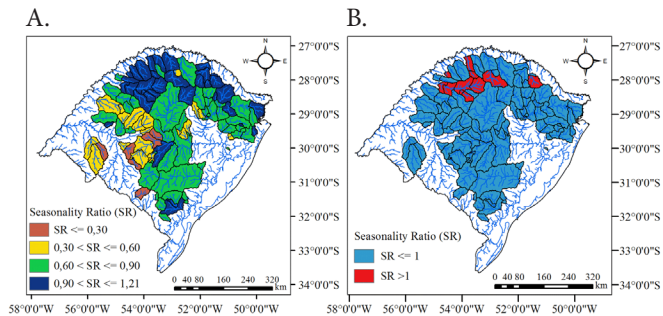 A.
N
W
E
S
27°0'0"S
28°0'0"S
29°0'0"S
30°0'0"S
31°0'0"S
32°0'0"S
33°0'0"S
34°0'0"S
Seasonality Ratio (SR)
SR <= 0,30
0,30 < SR <= 0,60
0,60 < SR <= 0,90
0,90 < SR <= 1,21
0 40 80 160 240 320
km
58°0'0"W 56°0'0"W 54°0'0"W 52°0'0"W 50°0'0"W
B.
N
W
E
S
27°0'0"S
28°0'0"S
29°0'0"S
30°0'0"S
31°0'0"S
32°0'0"S
33°0'0"S
34°0'0"S
Seasonality Ratio (SR)
SR <= 1
SR >1
0 40 80 160 240 320
km
58°0'0"W 56°0'0"W 54°0'0"W 52°0'0"W 50°0'0"W